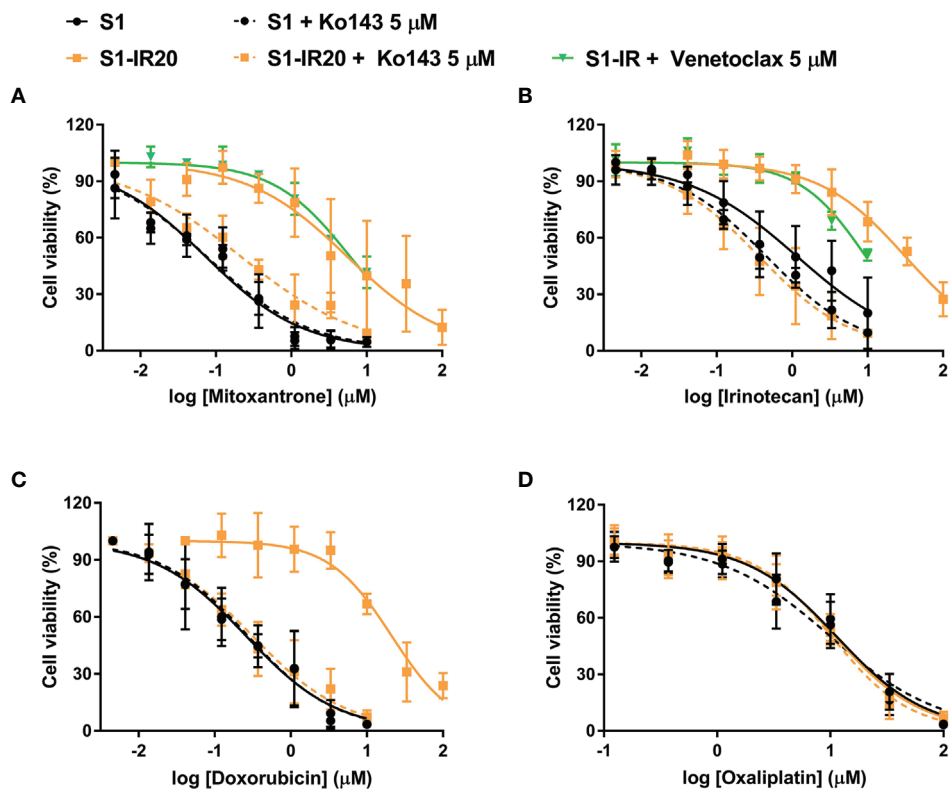 S1 S1 + Ko143 5 μM
S1-IR20 S1-IR20 + Ko143 5 μM S1-IR + Venetoclax 5 μM
A
Cell viability (%)
120
90
60
30
0
-2 -1 0 1 2
log [Mitoxantrone] (μM)
B
Cell viability (%)
120
90
60
30
0
-2 -1 0 1 2
log [Irinotecan] (μM)
C
Cell viability (%)
120
90
60
30
0
-2 -1 0 1 2
log [Doxorubicin] (μM)
D
Cell viability (%)
120
90
60
30
0
-1 0 1 2
log [Oxaliplatin] (μM)